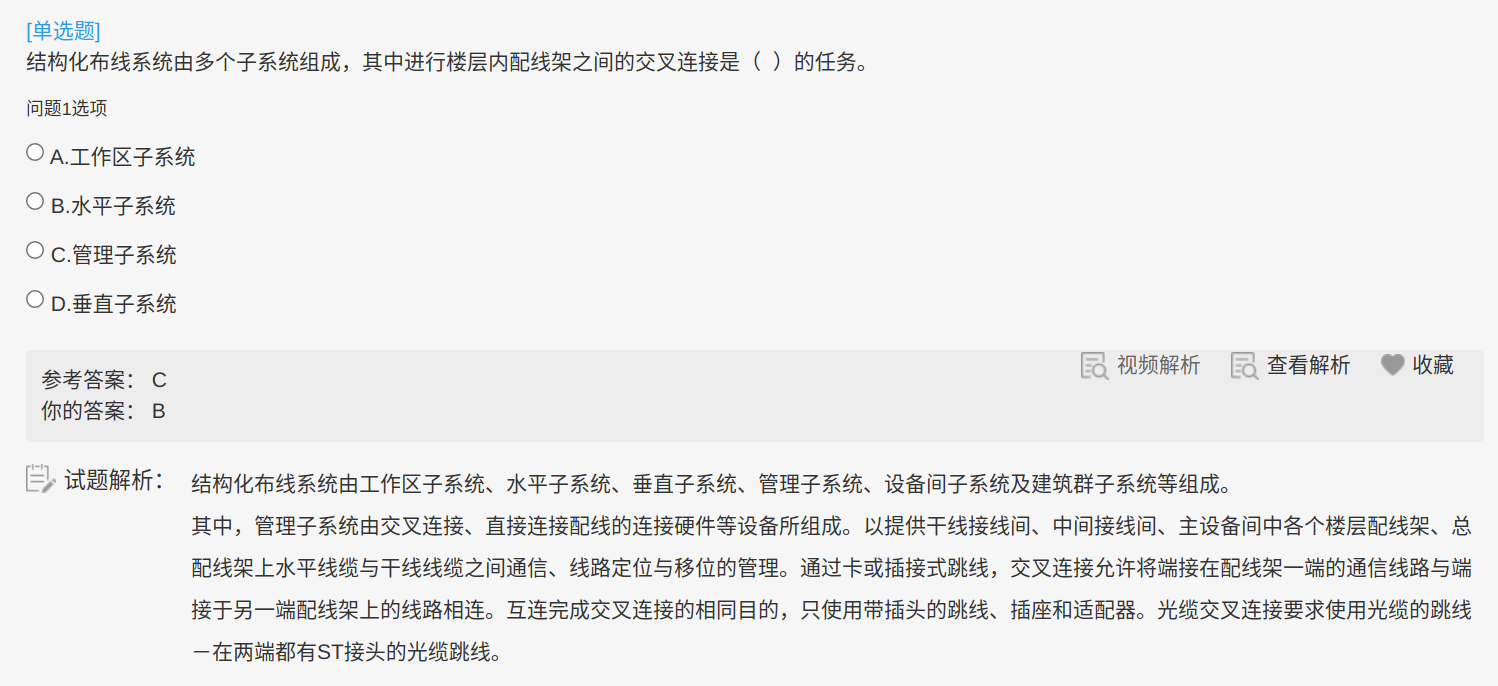 [单选题]
结构化布线系统由多个子系统组成，其中进行楼层内配线架之间的交叉连接是（ ）的任务。
问题1选项
A.工作区子系统
B.水平子系统
C.管理子系统
D.垂直子系统
视频解析 查看解析 收藏
参考答案： C
你的答案： B
试题解析： 结构化布线系统由工作区子系统、水平子系统、垂直子系统、管理子系统、设备间子系统及建筑群子系统等组成。
其中，管理子系统由交叉连接、直接连接配线的连接硬件等设备所组成。以提供干线接线间、中间接线间、主设备间中各个楼层配线架、总
配线架上水平线缆与干线线缆之间通信、线路定位与移位的管理。通过卡或插接式跳线，交叉连接允许将端接在配线架一端的通信线路与端
接于另一端配线架上的线路相连。互连完成交叉连接的相同目的，只使用带插头的跳线、插座和适配器。光缆交叉连接要求使用光缆的跳线
－在两端都有ST接头的光缆跳线。